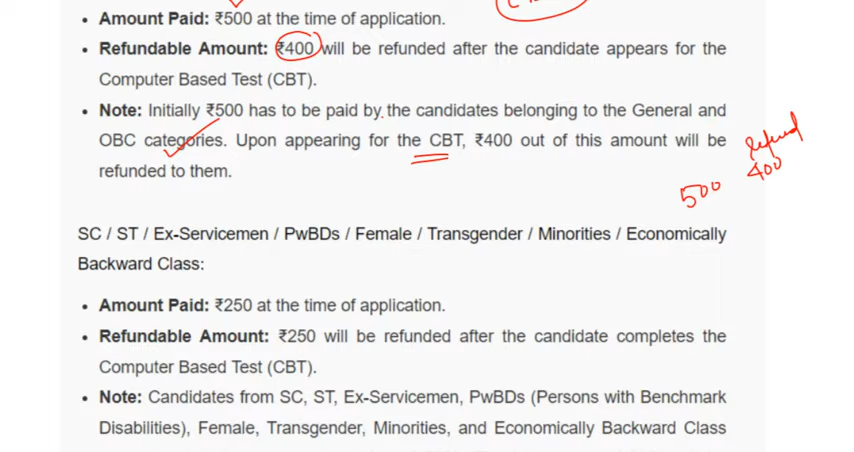 • Amount Paid: ₹500 at the time of application.
• Refundable Amount: ₹400 will be refunded after the candidate appears for the
Computer Based Test (CBT).
• Note: Initially ₹500 has to be paid by the candidates belonging to the General and
OBC categories. Upon appearing for the CBT, ₹400 out of this amount will be
refunded to them.
refund
500 400
SC / ST / Ex-Servicemen / PwBDs / Female / Transgender / Minorities / Economically
Backward Class:
• Amount Paid: ₹250 at the time of application.
• Refundable Amount: ₹250 will be refunded after the candidate completes the
Computer Based Test (CBT).
• Note: Candidates from SC, ST, Ex-Servicemen, PwBDs (Persons with Benchmark
Disabilities), Female, Transgender, Minorities, and Economically Backward Class